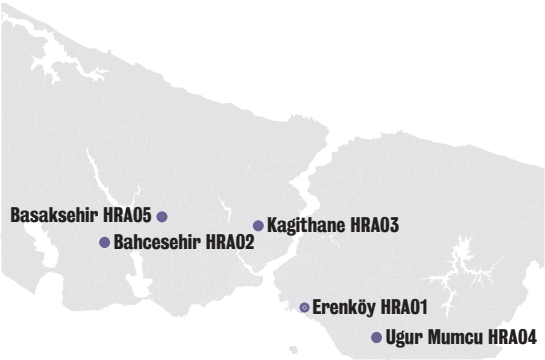 Basaksehir HRA05
Kagithane HRA03
Bahcesehir HRA02
Erenköy HRA01
Ugur Mumcu HRA04